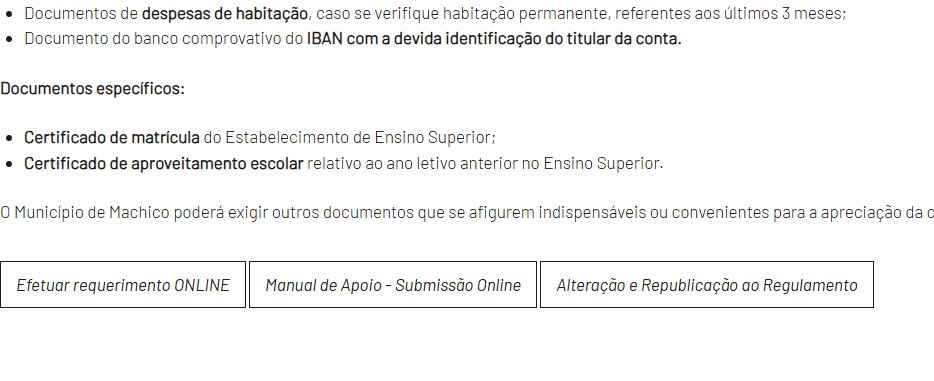 Documentos de despesas de habitação, caso se verifique habitação permanente, referentes aos últimos 3 meses;
Documento do banco comprovativo do IBAN com a devida identificação do titular da conta.
Documentos específicos:
Certificado de matrícula do Estabelecimento de Ensino Superior;
Certificado de aproveitamento escolar relativo ao ano letivo anterior no Ensino Superior.
O Município de Machico poderá exigir outros documentos que se afigurem indispensáveis ou convenientes para a apreciação da
Efetuar requerimento ONLINE Manual de Apoio - Submissão Online Alteração e Republicação ao Regulamento